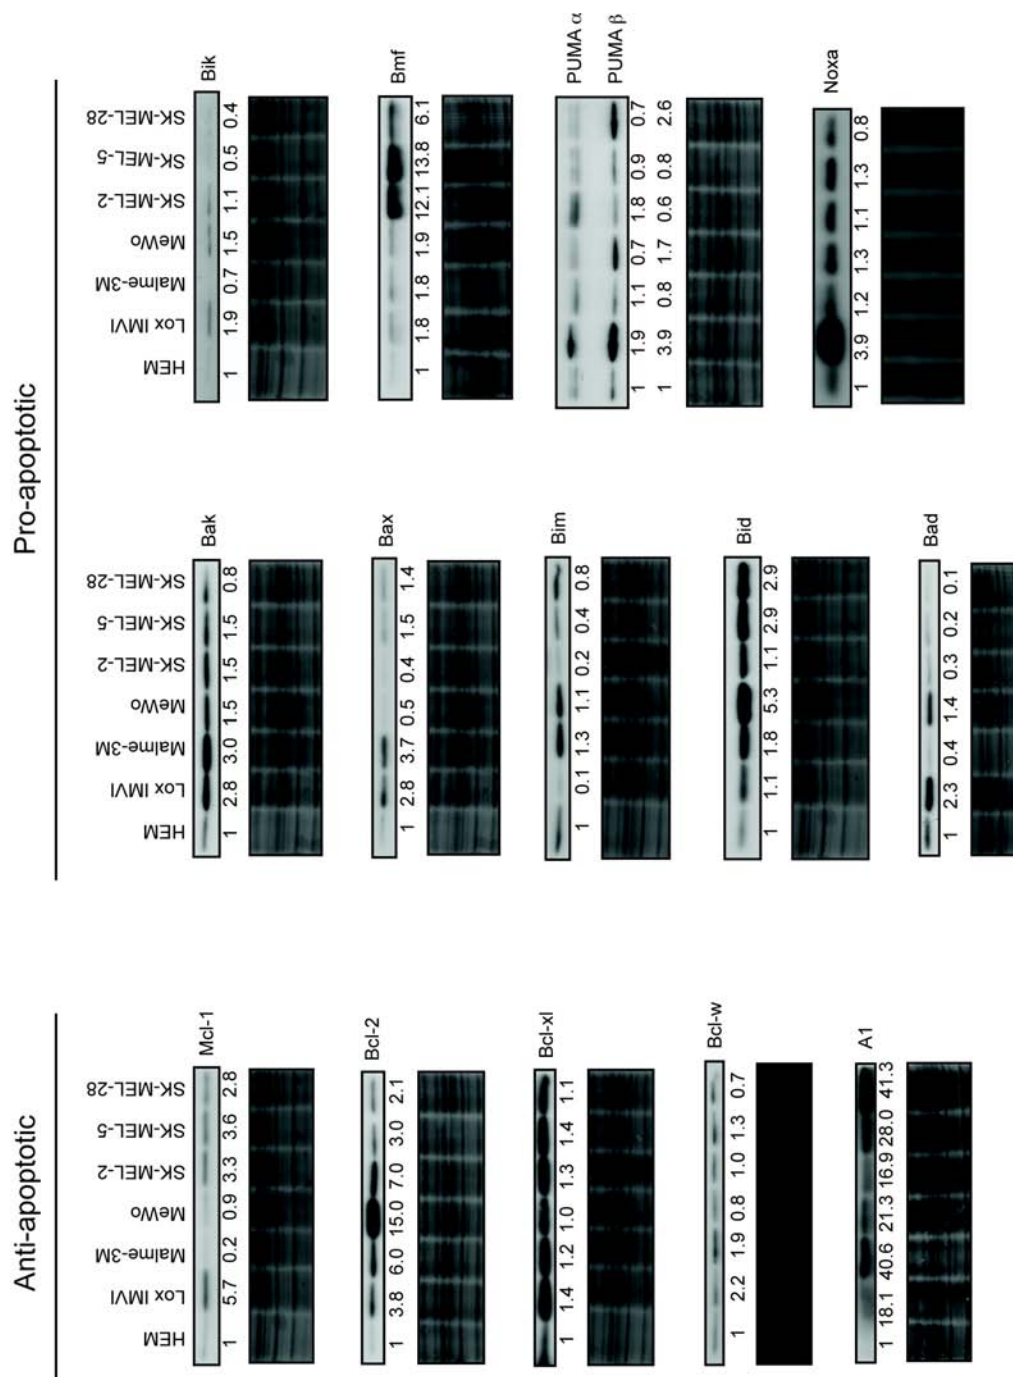 Anti-apoptotic
HEM Lox IMVI Malme-3M MeWo SK-MEL-2 SK-MEL-5 SK-MEL-28
Mcl-1
1 5.7 0.2 0.9 3.3 3.6 2.8
Bcl-2
1 3.8 6.0 15.0 7.0 3.0 2.1
Bcl-xl
1 1.4 1.2 1.0 1.3 1.4 1.1
Bcl-w
1 2.2 1.9 0.8 1.0 1.3 0.7
A1
1 18.1 40.6 21.3 16.9 28.0 41.3
Pro-apoptotic
HEM Lox IMVI Malme-3M MeWo SK-MEL-2 SK-MEL-5 SK-MEL-28
Bak
1 2.8 3.0 1.5 1.5 1.5 0.8
Bax
1 2.8 3.7 0.5 0.4 1.5 1.4
Bim
1 0.1 1.3 1.1 0.2 0.4 0.8
Bid
1 1.1 1.8 5.3 1.1 2.9 2.9
Bad
1 2.3 0.4 1.4 0.3 0.2 0.1
HEM Lox IMVI Malme-3M MeWo SK-MEL-2 SK-MEL-5 SK-MEL-28
Bik
1 1.9 0.7 1.5 1.1 0.5 0.4
Bmf
1 1.8 1.8 1.9 12.1 13.8 6.1
PUMA α
PUMA β
1 1.9 1.1 0.7 1.8 0.9 0.7
1 3.9 0.8 1.7 0.6 0.8 2.6
Noxa
1 3.9 1.2 1.3 1.1 1.3 0.8